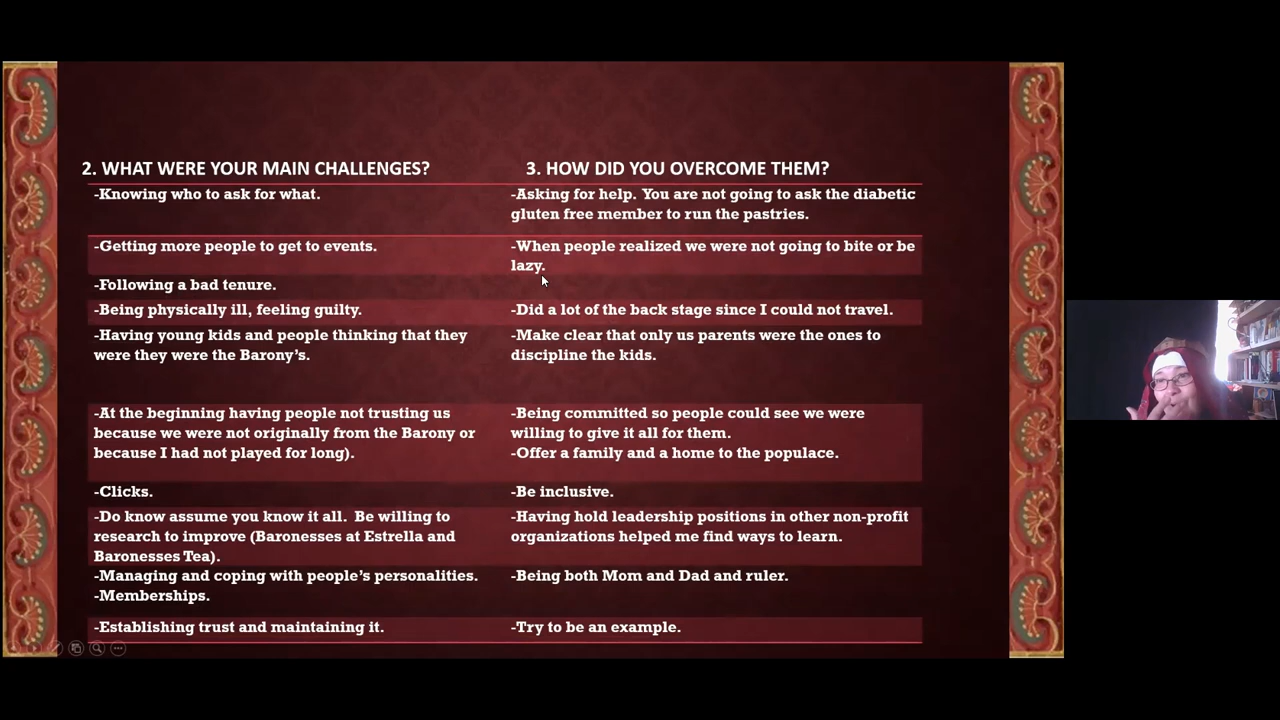 2. WHAT WERE YOUR MAIN CHALLENGES?
3. HOW DID YOU OVERCOME THEM?
-Knowing who to ask for what.
-Asking for help. You are not going to ask the diabetic
gluten free member to run the pastries.
-Getting more people to get to events.
-When people realized we were not going to bite or be
lazy.
-Following a bad tenure.
-Being physically ill, feeling guilty.
-Did a lot of the back stage since I could not travel.
-Having young kids and people thinking that they
were they were the Barony's.
-Make clear that only us parents were the ones to
discipline the kids.
-At the beginning having people not trusting us
because we were not originally from the Barony or
because I had not played for long).
-Being committed so people could see we were
willing to give it all for them.
-Offer a family and a home to the populace.
-Clicks.
-Be inclusive.
-Do know assume you know it all. Be willing to
research to improve (Baronesses at Estrella and
Baronesses Tea).
-Having hold leadership positions in other non-profit
organizations helped me find ways to learn.
-Managing and coping with people's personalities.
-Memberships.
-Being both Mom and Dad and ruler.
-Establishing trust and maintaining it.
-Try to be an example.